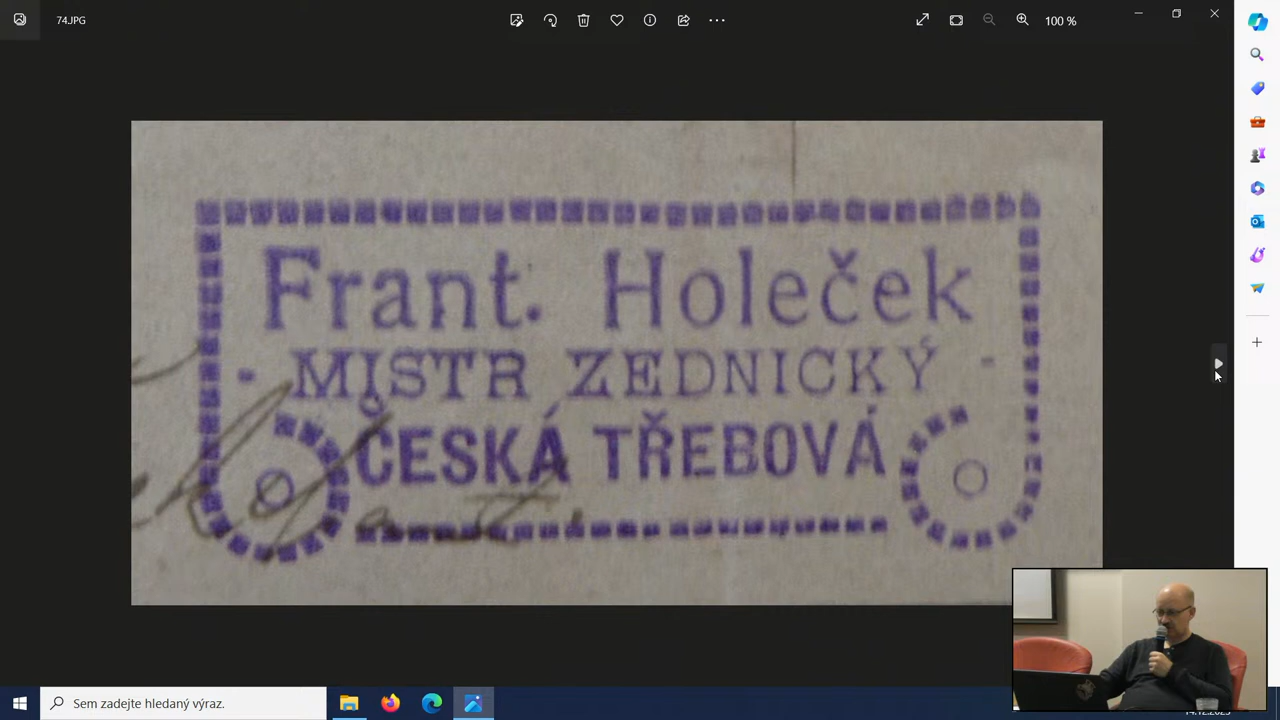 74.JPG
100 %
Frant. Holeček
- MISTR ZEDNICKÝ -
ČESKÁ TŘEBOVÁ
Sem zadejte hledaný výraz.